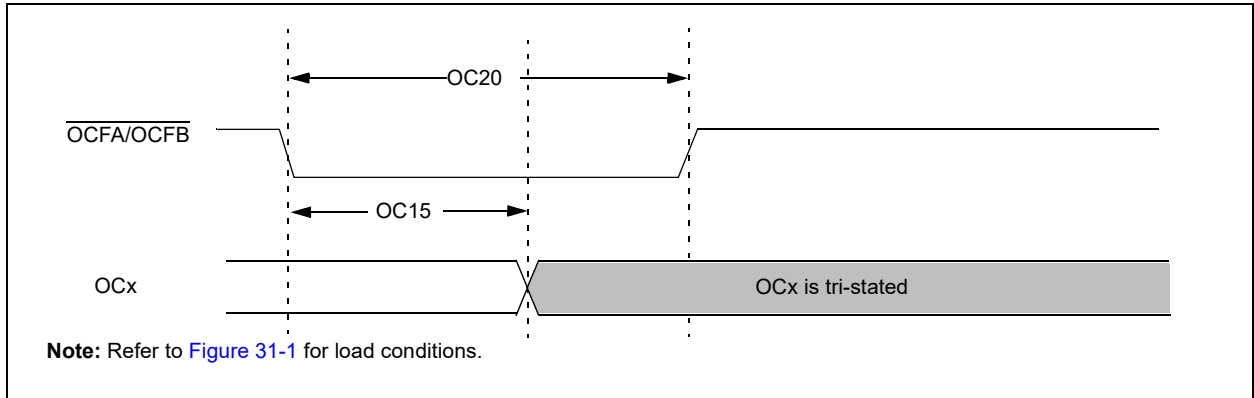 OC20
OCFA/OCFB
OC15
OCx
OCx is tri-stated
Note: Refer to Figure 31-1 for load conditions.